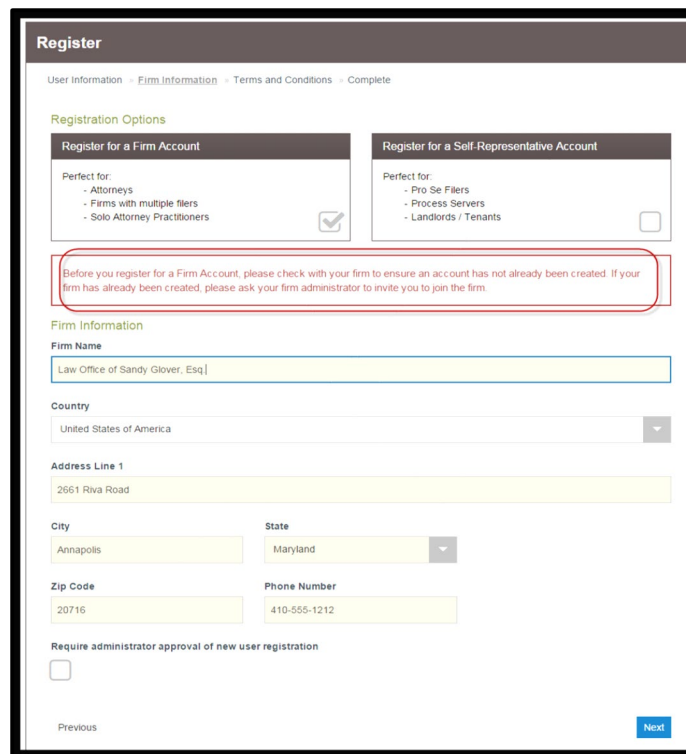 Register
User Information » Firm Information » Terms and Conditions » Complete
Registration Options
Register for a Firm Account
Perfect for:
- Attorneys
- Firms with multiple filers
- Solo Attorney Practitioners
Register for a Self-Representative Account
Perfect for:
- Pro Se Filers
- Process Servers
- Landlords / Tenants
Before you register for a Firm Account, please check with your firm to ensure an account has not already been created. If your
firm has already been created, please ask your firm administrator to invite you to join the firm.
Firm Information
Firm Name
Law Office of Sandy Glover, Esq
Country
United States of America
Address Line 1
2661 Riva Road
City
State
Annapolis
Maryland
Zip Code
Phone Number
20716
410-555-1212
Require administrator approval of new user registration
Previous
Next